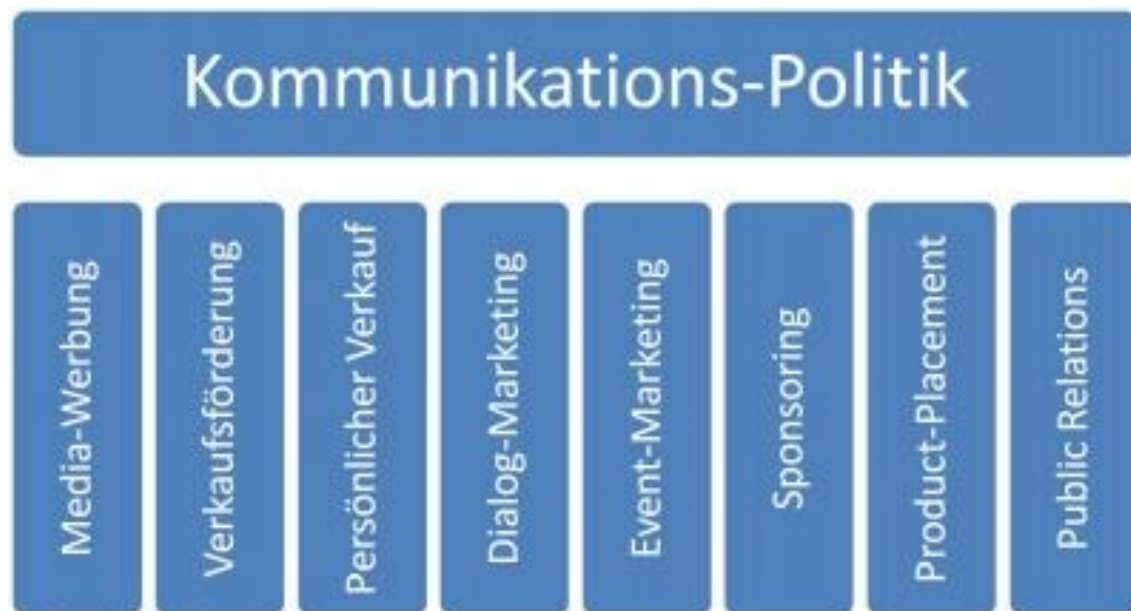 Kommunikations-Politik
Media-Werbung
Verkaufsförderung
Persönlicher Verkauf
Dialog-Marketing
Event-Marketing
Sponsoring
Product-Placement
Public Relations